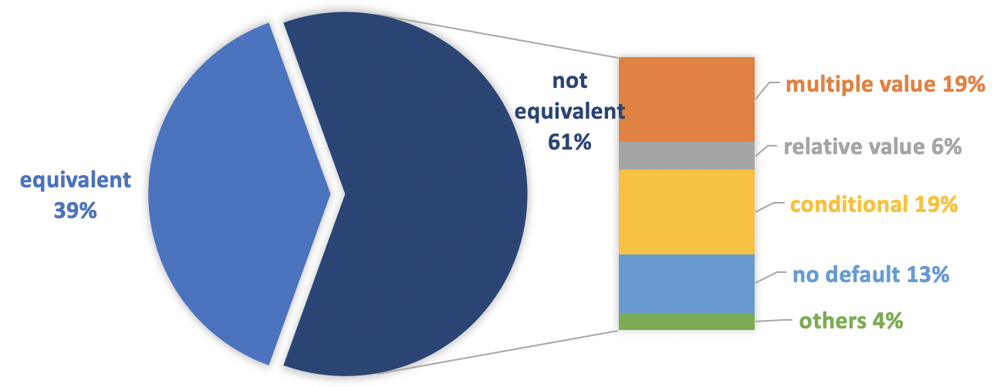 equivalent
39%
not
equivalent
61%
multiple value 19%
relative value 6%
conditional 19%
no default 13%
others 4%